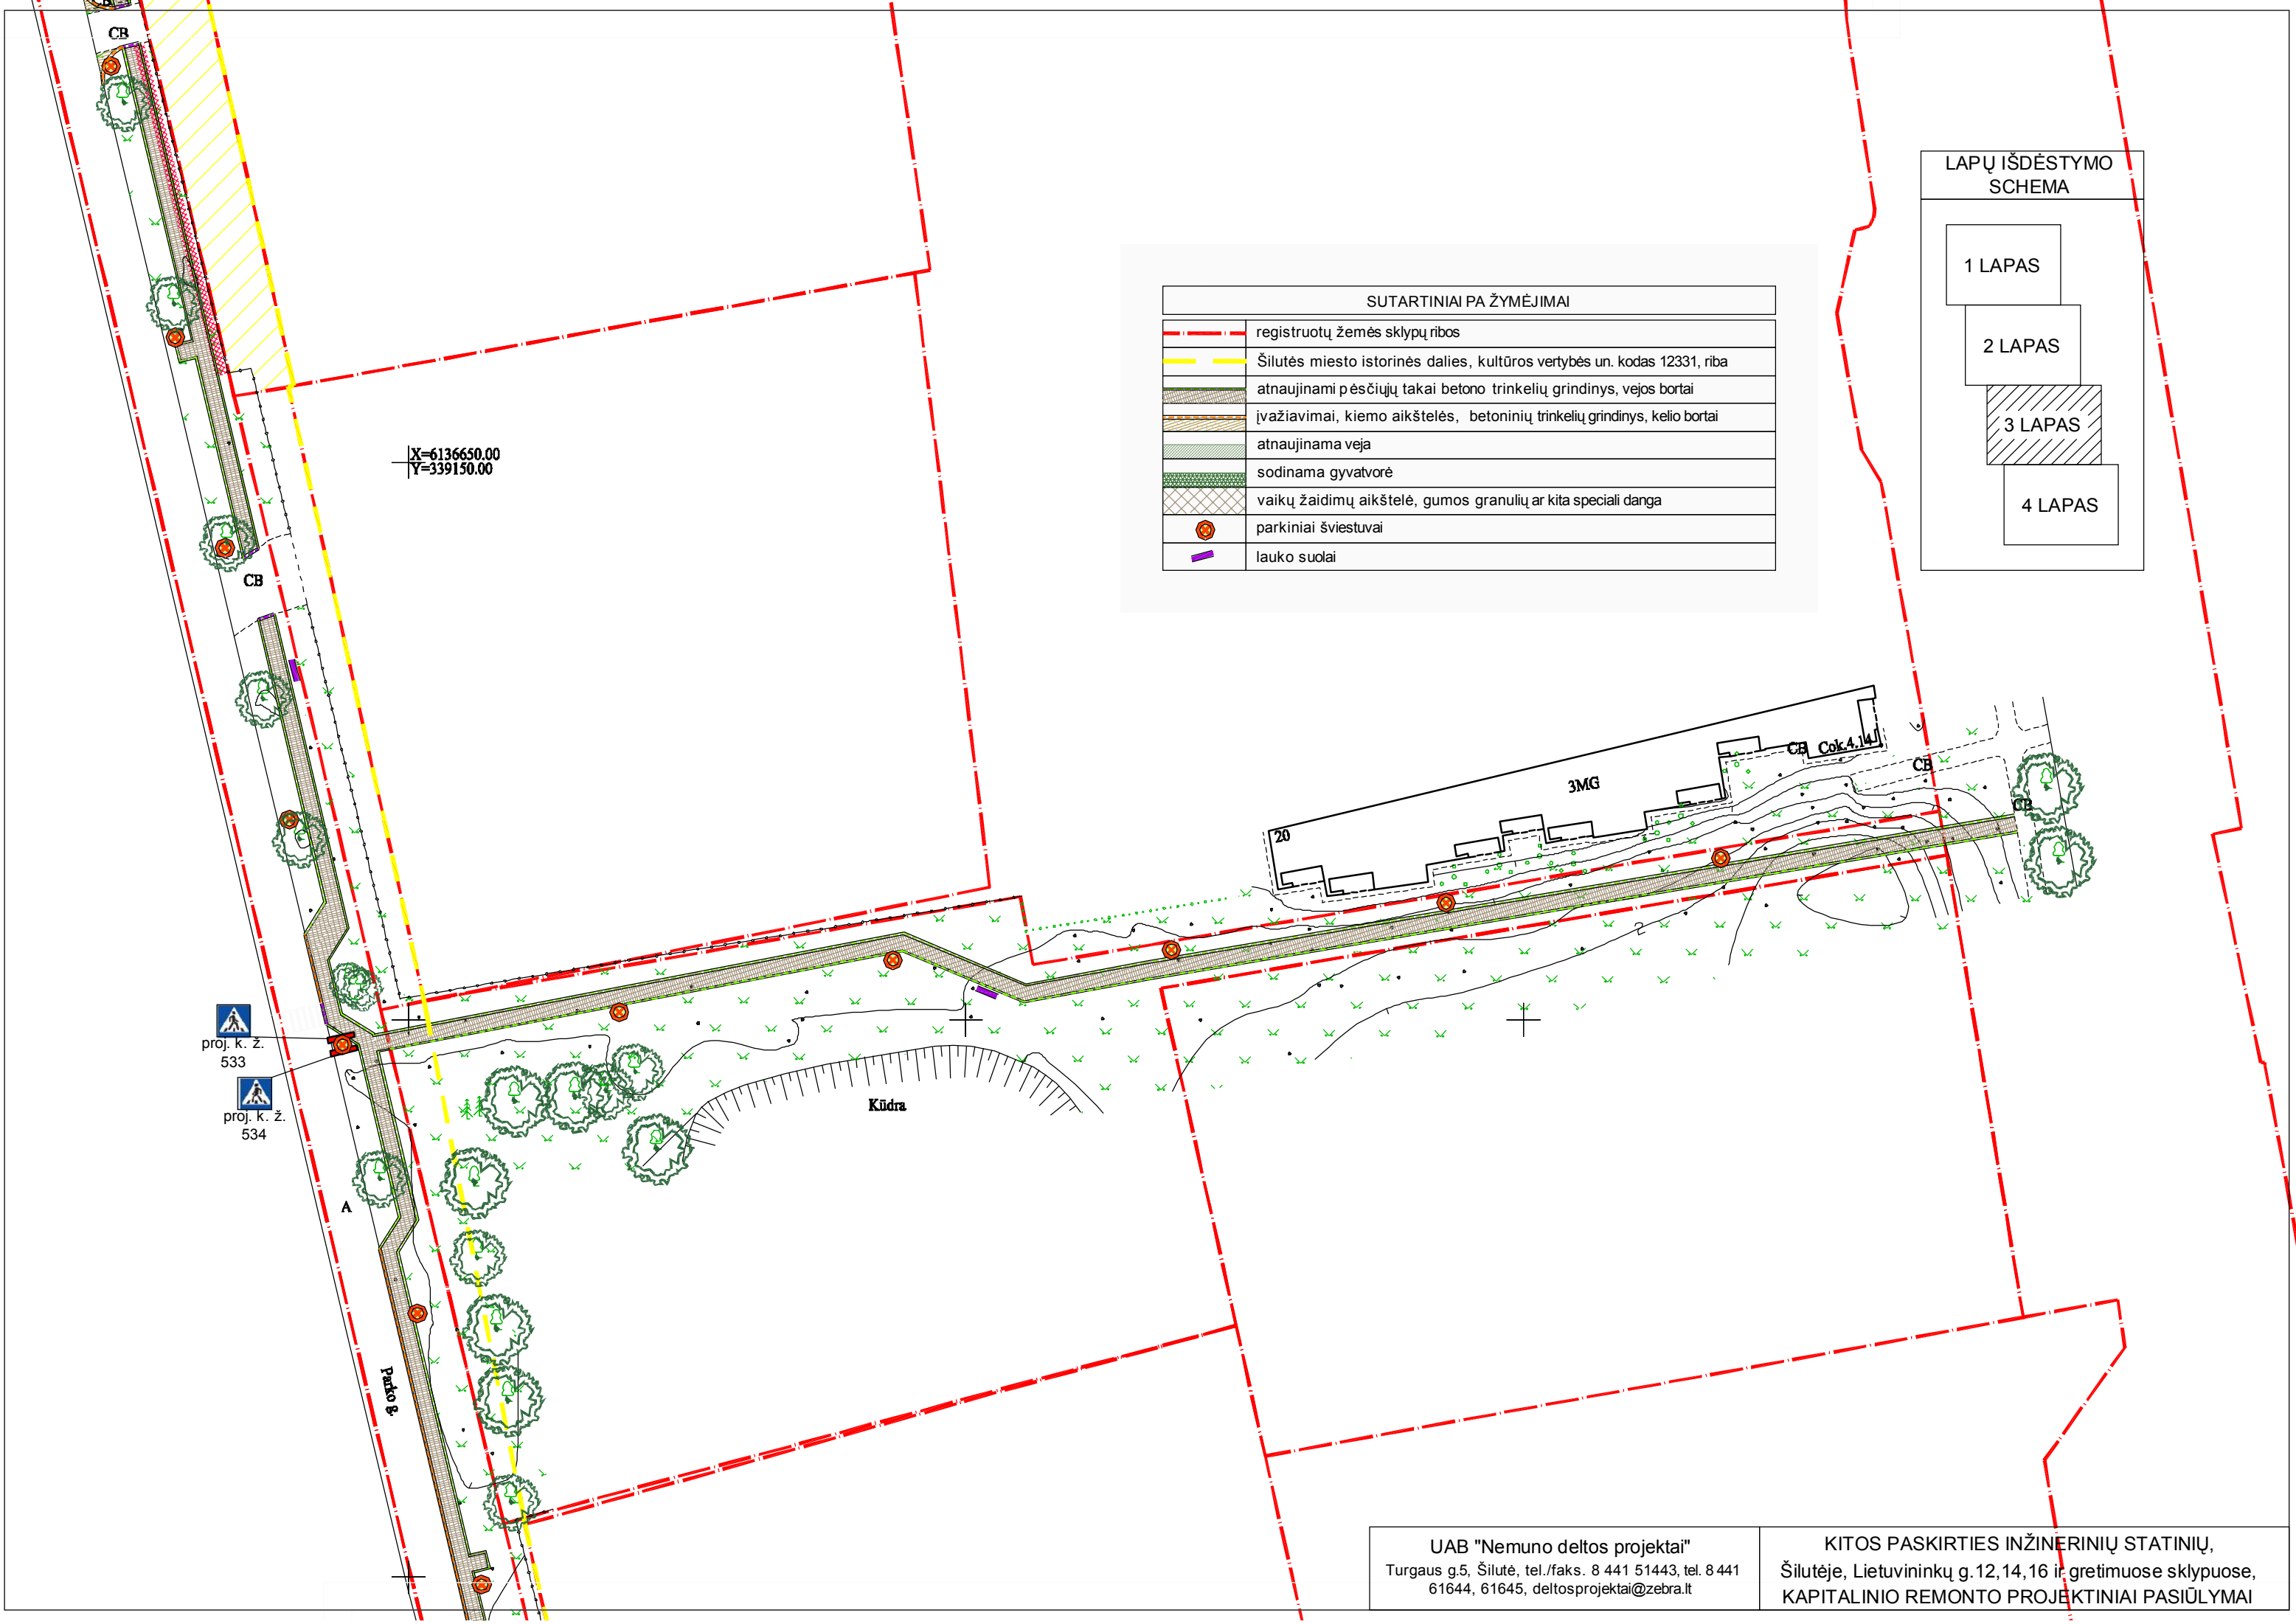 B
CB
LAPŲ IŠDĖSTYMO
SCHEMA
1 LAPAS
2 LAPAS
3 LAPAS
4 LAPAS
SUTARTINIAI PA ŽYMĖJIMAI
registruotų žemės sklypų ribos
Šilutės miesto istorinės dalies, kultūros vertybės un. kodas 12331, riba
atnaujinami pėsčiųjų takai betono trinkelių grindinys, vejos bortai
įvažiavimai, kiemo aikštelės, betoninių trinkelių grindinys, kelio bortai
atnaujinama veja
sodinama gyvatvorė
vaikų žaidimų aikštelė, gumos granulių ar kita speciali danga
parkiniai šviestuvai
lauko suolai
X=6136650.00
Y=339150.00
CB
CB Cok.4.14
CB
3MG
CB
20
2
proj. k. ž.
533
proj. k. ž.
534
Kūdra
A
Parko g.
UAB "Nemuno deltos projektai"
Turgaus g.5, Šilutė, tel./faks. 8 441 51443, tel. 8 441
61644, 61645, deltosprojektai@zebra.lt
KITOS PASKIRTIES INŽINERINIŲ STATINIŲ,
Šilutėje, Lietuvininkų g.12,14,16 ir gretimuose sklypuose,
KAPITALINIO REMONTO PROJEKTINIAI PASIŪLYMAI